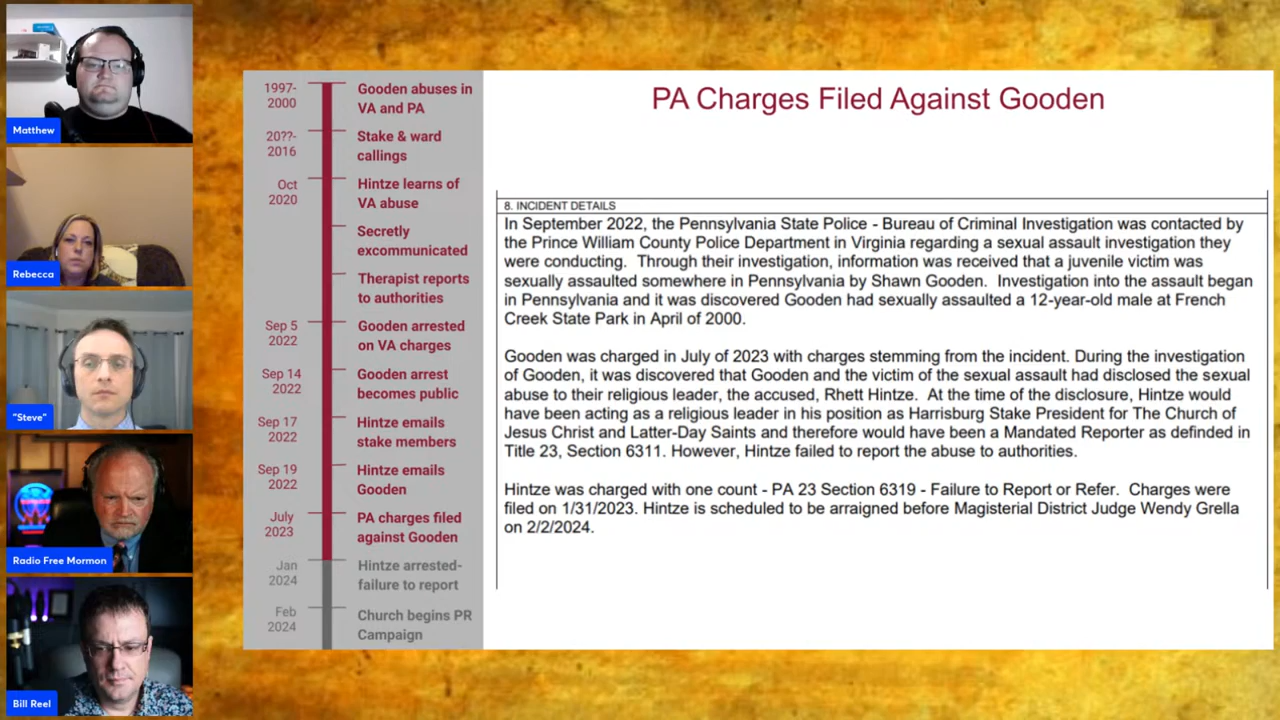 Matthew
Rebecca
"Steve"
Radio Free Mormon
Bill Reel
1997-
2000
Gooden abuses in
VA and PA
20??-
2016
Stake & ward
callings
Oct
2020
Hintze learns of
VA abuse
Secretly
excommunicated
Therapist reports
to authorities
Sep 5
2022
Gooden arrested
on VA charges
Sep 14
2022
Gooden arrest
becomes public
Sep 17
2022
Hintze emails
stake members
Sep 19
2022
Hintze emails
Gooden
July
2023
PA charges filed
against Gooden
Jan
2024
Hintze arrested-
failure to report
Feb
2024
Church begins PR
Campaign
PA Charges Filed Against Gooden
8. INCIDENT DETAILS
In September 2022, the Pennsylvania State Police - Bureau of Criminal Investigation was contacted by
the Prince William County Police Department in Virginia regarding a sexual assault investigation they
were conducting. Through their investigation, information was received that a juvenile victim was
sexually assaulted somewhere in Pennsylvania by Shawn Gooden. Investigation into the assault began
in Pennsylvania and it was discovered Gooden had sexually assaulted a 12-year-old male at French
Creek State Park in April of 2000.
Gooden was charged in July of 2023 with charges stemming from the incident. During the investigation
of Gooden, it was discovered that Gooden and the victim of the sexual assault had disclosed the sexual
abuse to their religious leader, the accused, Rhett Hintze. At the time of the disclosure, Hintze would
have been acting as a religious leader in his position as Harrisburg Stake President for The Church of
Jesus Christ and Latter-Day Saints and therefore would have been a Mandated Reporter as definded in
Title 23, Section 6311. However, Hintze failed to report the abuse to authorities.
Hintze was charged with one count - PA 23 Section 6319 - Failure to Report or Refer. Charges were
filed on 1/31/2023. Hintze is scheduled to be arraigned before Magisterial District Judge Wendy Grella
on 2/2/2024.